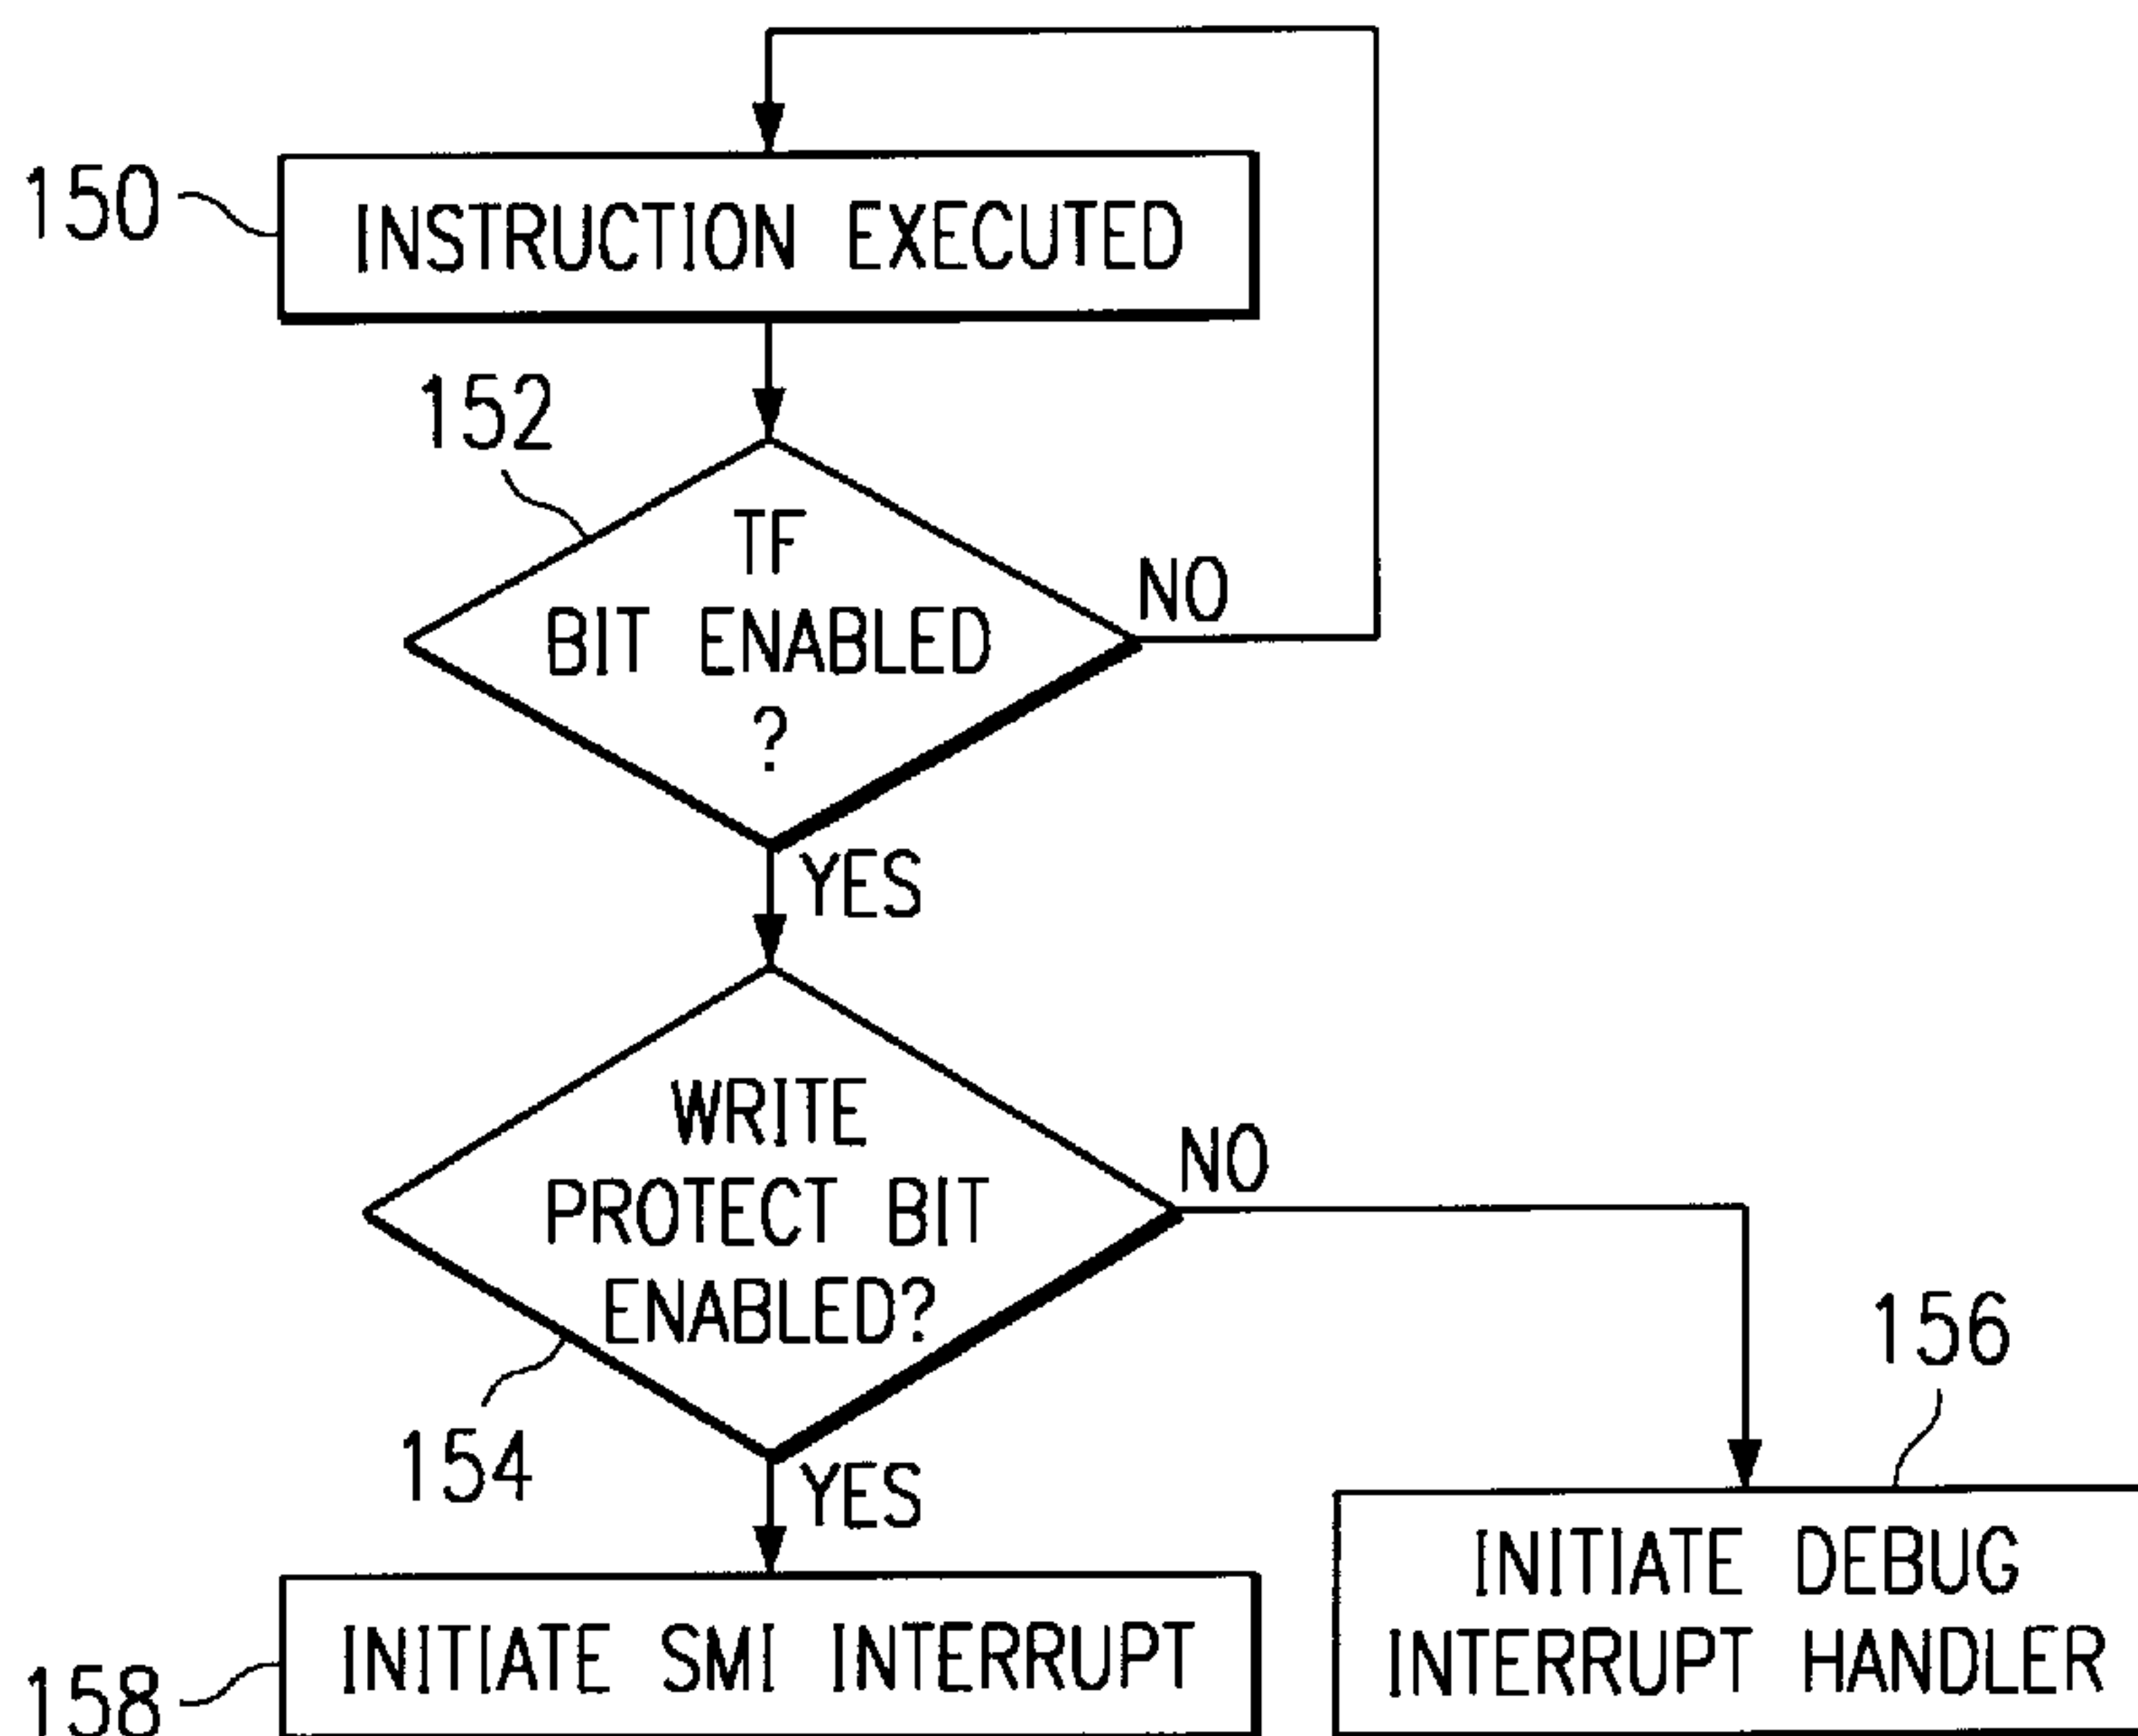 150
INSTRUCTION EXECUTED
152
TF
BIT ENABLED
?
NO
YES
WRITE
PROTECT BIT
ENABLED?
NO
154
YES
156
INITIATE DEBUG
INTERRUPT HANDLER
158
INITIATE SMI INTERRUPT